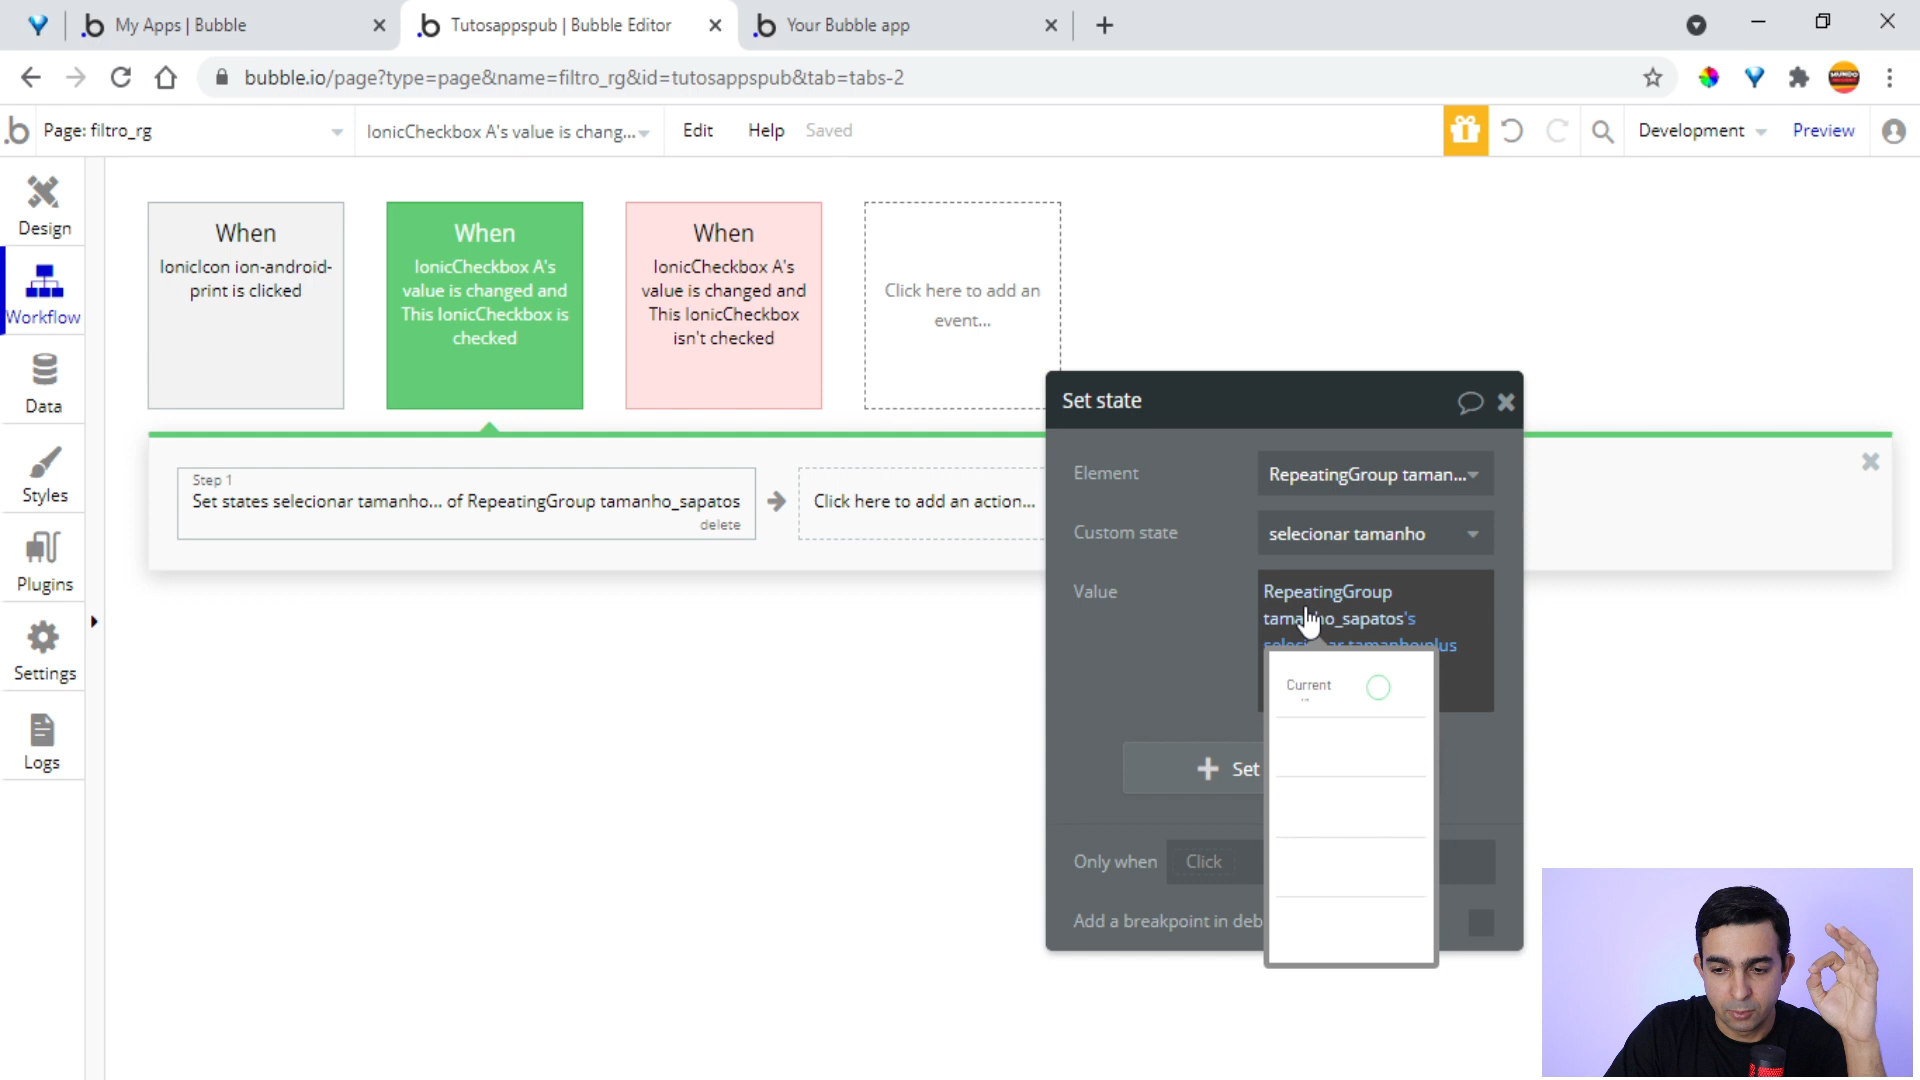 My Apps | Bubble
Tutosappspub | Bubble Editor
Your Bubble app
bubble.io/page?type=page&name=filtro_rg&id=tutosappspub&tab=tabs-2
Page: filtro_rg
IonicCheckbox A's value is chang...
Edit
Help
Saved
Development
Preview
Design
Workflow
Data
Styles
Plugins
Settings
Logs
When
IonicIcon ion-android-
print is clicked
When
IonicCheckbox A's
value is changed and
This IonicCheckbox is
checked
When
IonicCheckbox A's
value is changed and
This IonicCheckbox
isn't checked
Click here to add an
event...
Step 1
Set states selecionar tamanho... of RepeatingGroup tamanho_sapatos
delete
Click here to add an action...
Set state
Element
RepeatingGroup taman...
Custom state
selecionar tamanho
Value
RepeatingGroup
tamanho_sapatos's
selecionar tamanho:plus
Current
Set
Only when
Click
Add a breakpoint in deb